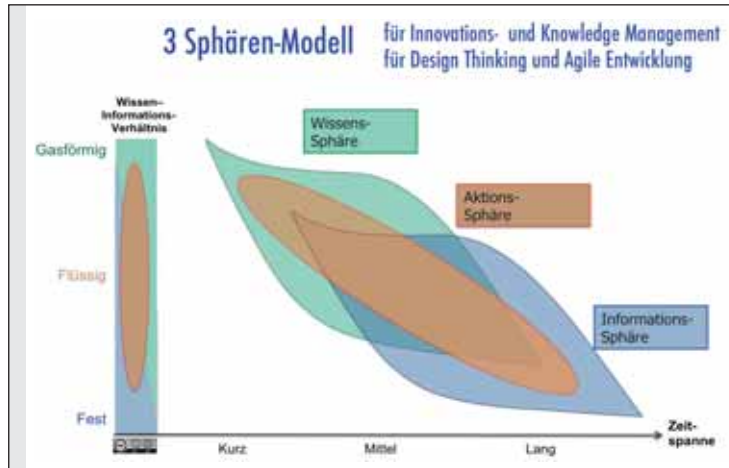 3 Sphären-Modell
für Innovations- und Knowledge Management
für Design Thinking und Agile Entwicklung
Wissen–
Informations-
Verhältnis
Gasförmig
Flüssig
Fest
Wissens-
Sphäre
Aktions-
Sphäre
Informations-
Sphäre
Kurz
Mittel
Lang
Zeit-
spanne